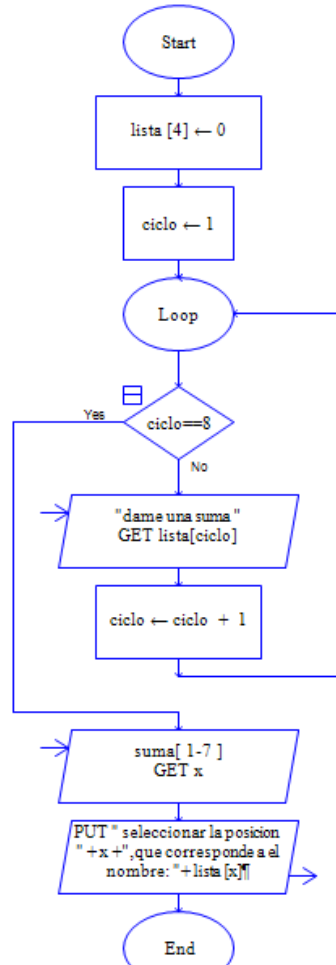 Start
lista [4] ← 0
ciclo ← 1
Loop
Yes
ciclo==8
No
"dame una suma "
GET lista[ciclo]
ciclo ← ciclo + 1
suma[ 1-7 ]
GET x
PUT " seleccionar la posicion
" +x +",que corresponde a el
nombre: "+lista [x]¶
End